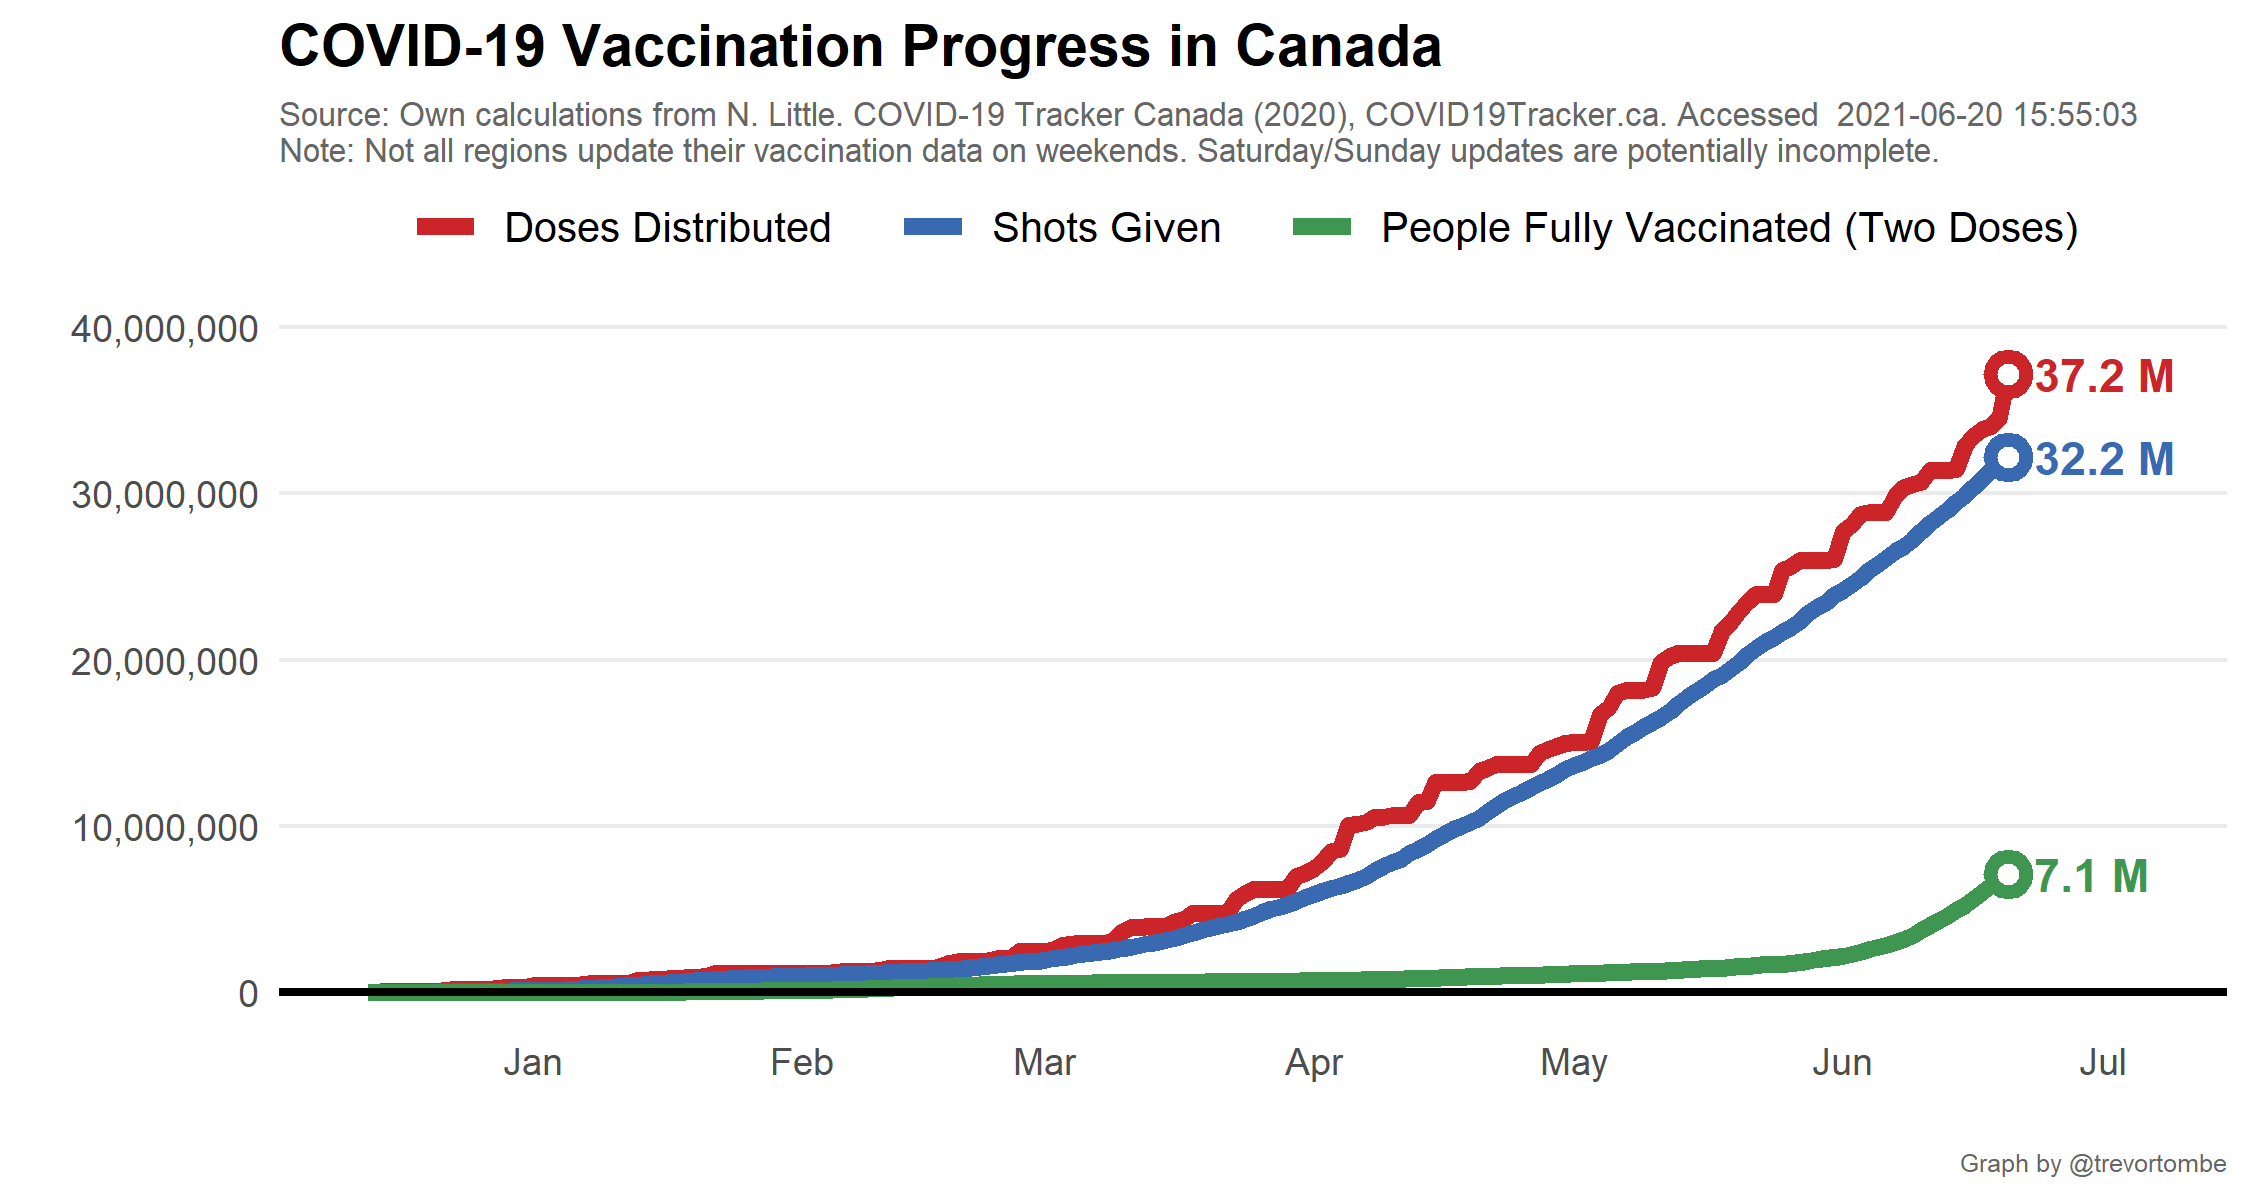 COVID-19 Vaccination Progress in Canada
Source: Own calculations from N. Little. COVID-19 Tracker Canada (2020), COVID19Tracker.ca. Accessed  2021-06-20 15:55:03
Note: Not all regions update their vaccination data on weekends. Saturday/Sunday updates are potentially incomplete.
Doses Distributed
Shots Given
People Fully Vaccinated (Two Doses)
40,000,000
37.2 M
32.2 M
30,000,000
20,000,000
10,000,000
7.1 M
0
Jan
Feb
Mar
Apr
May
Jun
Jul
Graph by @trevortombe